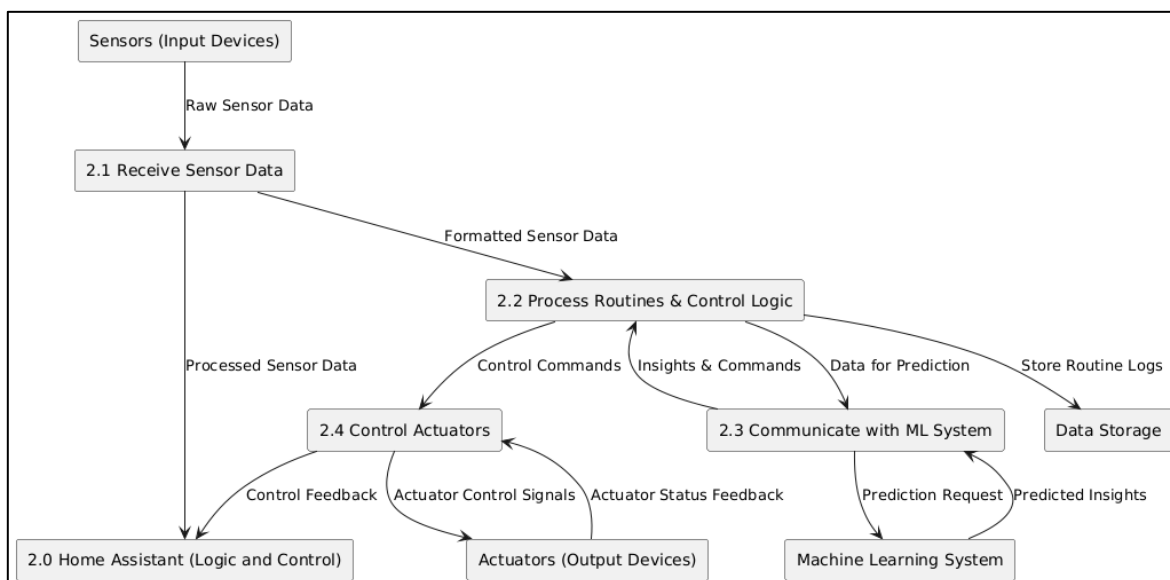 Sensors (Input Devices)
Raw Sensor Data
2.1 Receive Sensor Data
Formatted Sensor Data
2.2 Process Routines & Control Logic
Processed Sensor Data
Control Commands
Insights & Commands
Data for Prediction
Store Routine Logs
2.4 Control Actuators
2.3 Communicate with ML System
Data Storage
Control Feedback
Actuator Control Signals
Actuator Status Feedback
Prediction Request
Predicted Insights
2.0 Home Assistant (Logic and Control)
Actuators (Output Devices)
Machine Learning System